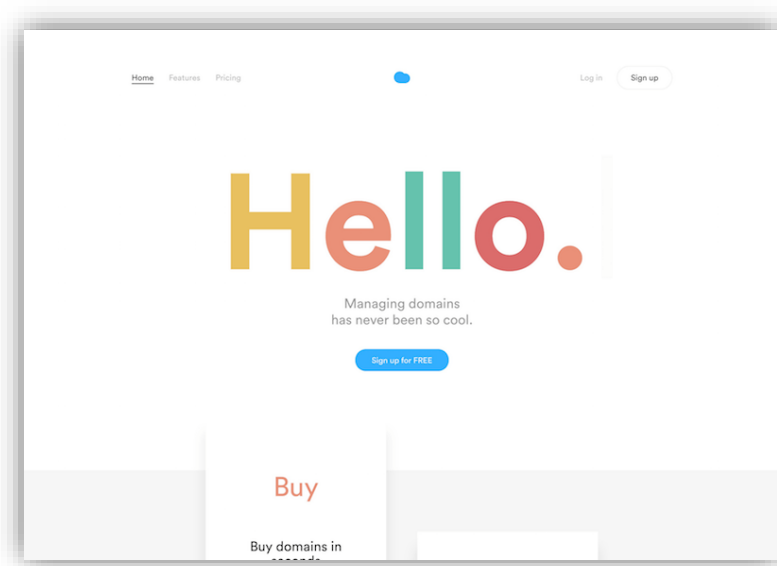 Home Features Pricing Log in Sign up
Hello.
Managing domains
has never been so cool.
Sign up for FREE
Buy
Buy domains in
seconds